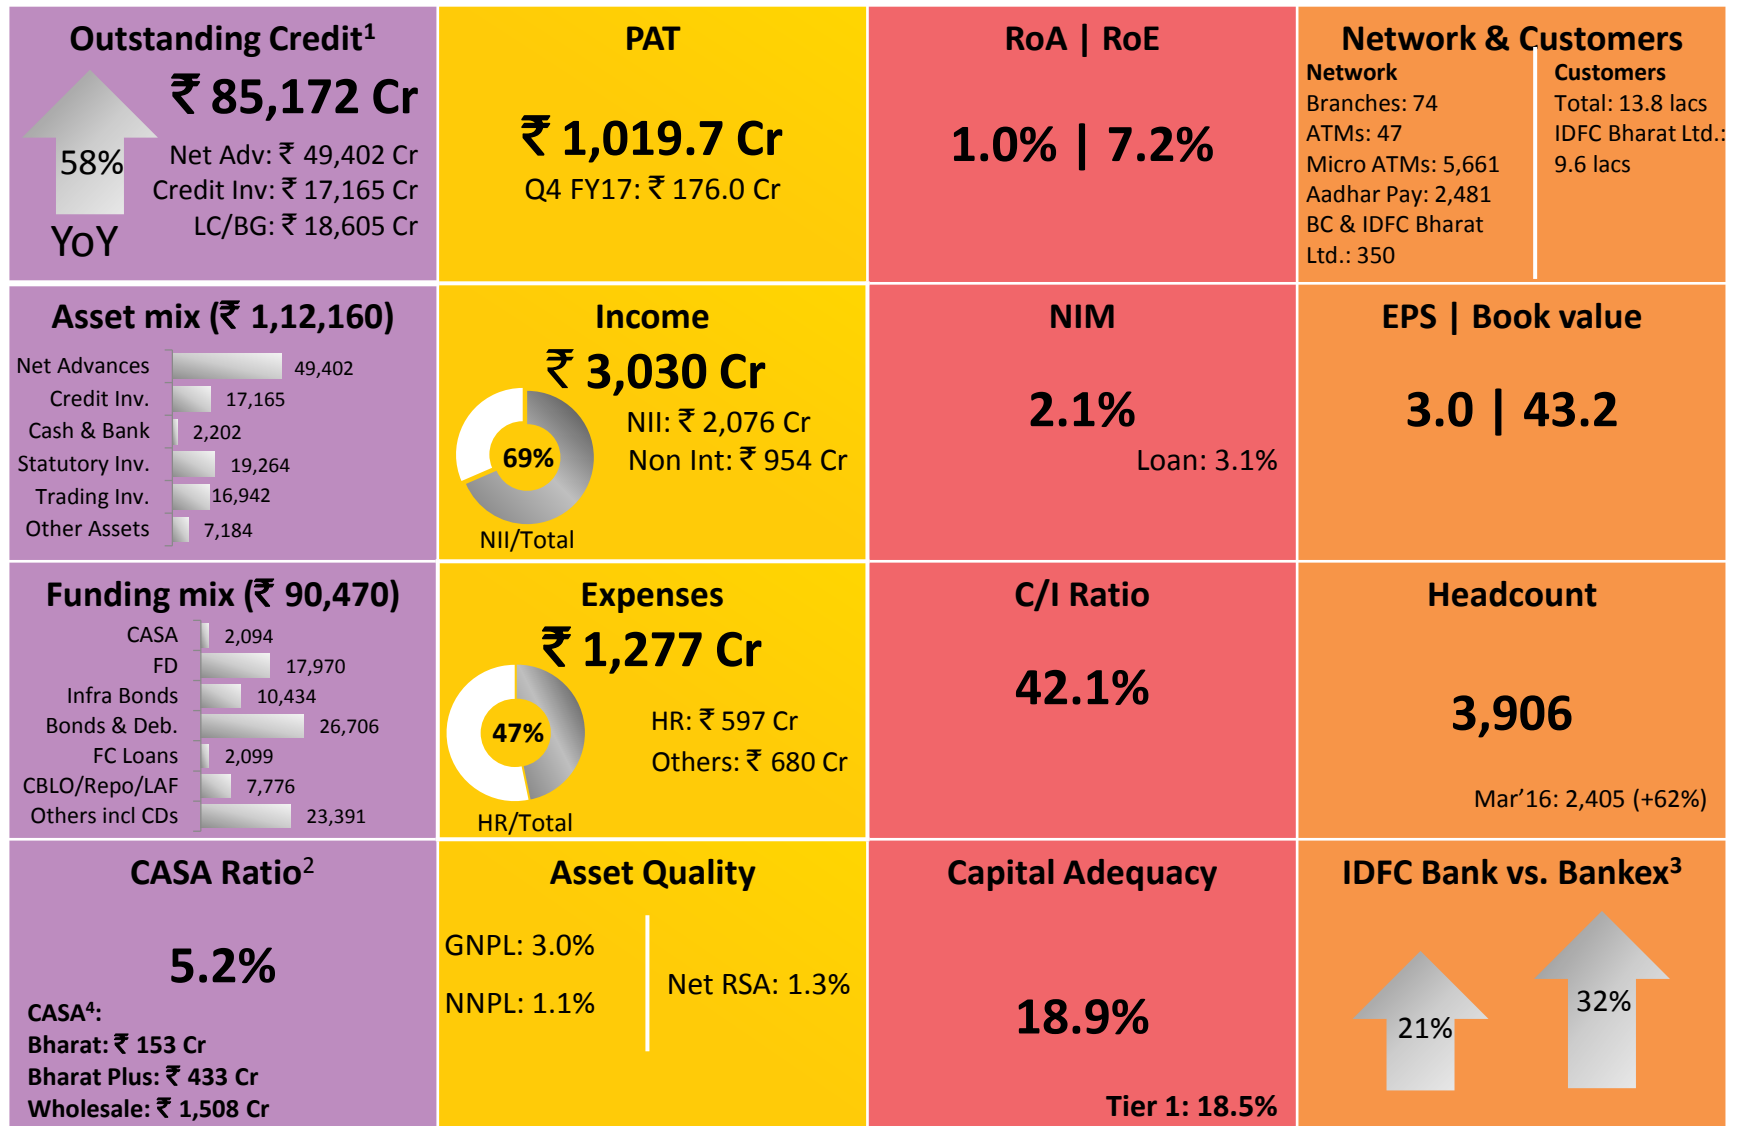 Outstanding Credit1
₹ 85,172 Cr
58%
YoY
Net Adv: ₹ 49,402 Cr
Credit Inv: ₹ 17,165 Cr
LC/BG: ₹ 18,605 Cr
PAT
₹ 1,019.7 Cr
Q4 FY17: ₹ 176.0 Cr
RoA | RoE
1.0% | 7.2%
Network & Customers
Network
Branches: 74
ATMs: 47
Micro ATMs: 5,661
Aadhar Pay: 2,481
BC & IDFC Bharat
Ltd.: 350
Customers
Total: 13.8 lacs
IDFC Bharat Ltd.:
9.6 lacs
Asset mix (₹ 1,12,160)
Net Advances 49,402
Credit Inv. 17,165
Cash & Bank 2,202
Statutory Inv. 19,264
Trading Inv. 16,942
Other Assets 7,184
Income
₹ 3,030 Cr
69%
NII/Total
NII: ₹ 2,076 Cr
Non Int: ₹ 954 Cr
NIM
2.1%
Loan: 3.1%
EPS | Book value
3.0 | 43.2
Funding mix (₹ 90,470)
CASA 2,094
FD 17,970
Infra Bonds 10,434
Bonds & Deb. 26,706
FC Loans 2,099
CBLO/Repo/LAF 7,776
Others incl CDs 23,391
Expenses
₹ 1,277 Cr
47%
HR/Total
HR: ₹ 597 Cr
Others: ₹ 680 Cr
C/I Ratio
42.1%
Headcount
3,906
Mar’16: 2,405 (+62%)
CASA Ratio2
5.2%
CASA4:
Bharat: ₹ 153 Cr
Bharat Plus: ₹ 433 Cr
Wholesale: ₹ 1,508 Cr
Asset Quality
GNPL: 3.0%
NNPL: 1.1%
Net RSA: 1.3%
Capital Adequacy
18.9%
Tier 1: 18.5%
IDFC Bank vs. Bankex3
21%
32%